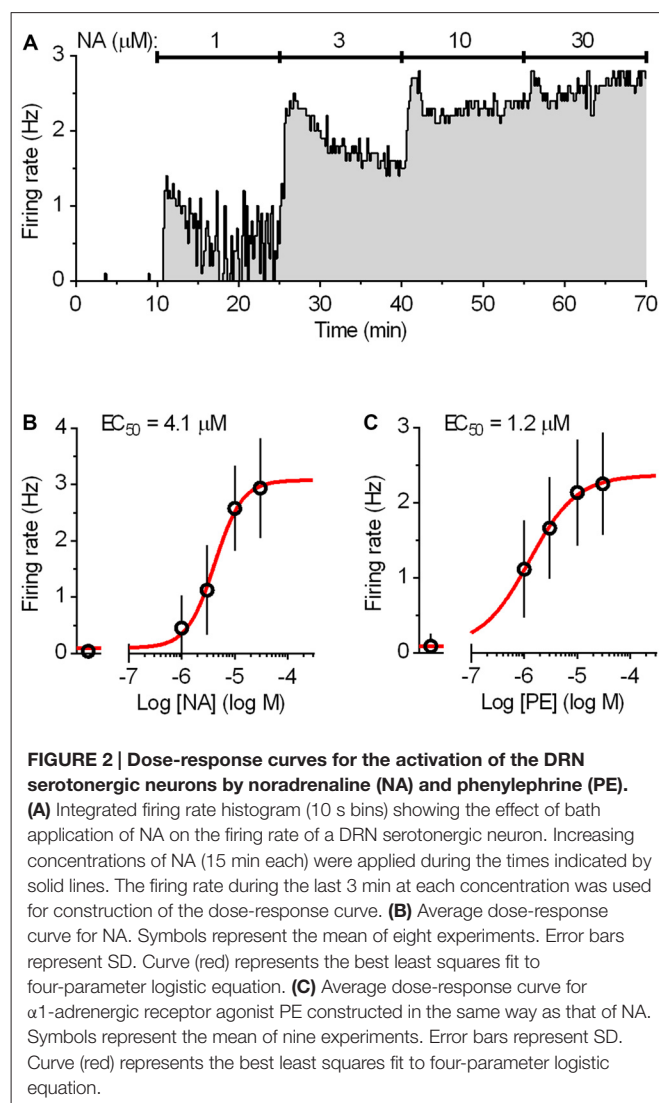 A
NA (μM): 1 3 10 30
3
2
1
0
Firing rate (Hz)
0 10 20 30 40 50 60 70
Time (min)
B
EC50 = 4.1 μM
4
3
2
1
0
Firing rate (Hz)
-7 -6 -5 -4
Log [NA] (log M)
C
EC50 = 1.2 μM
3
2
1
0
Firing rate (Hz)
-7 -6 -5 -4
Log [PE] (log M)
FIGURE 2 | Dose-response curves for the activation of the DRN
serotonergic neurons by noradrenaline (NA) and phenylephrine (PE).
(A) Integrated firing rate histogram (10 s bins) showing the effect of bath
application of NA on the firing rate of a DRN serotonergic neuron. Increasing
concentrations of NA (15 min each) were applied during the times indicated by
solid lines. The firing rate during the last 3 min at each concentration was used
for construction of the dose-response curve. (B) Average dose-response
curve for NA. Symbols represent the mean of eight experiments. Error bars
represent SD. Curve (red) represents the best least squares fit to
four-parameter logistic equation. (C) Average dose-response curve for
α1-adrenergic receptor agonist PE constructed in the same way as that of NA.
Symbols represent the mean of nine experiments. Error bars represent SD.
Curve (red) represents the best least squares fit to four-parameter logistic
equation.